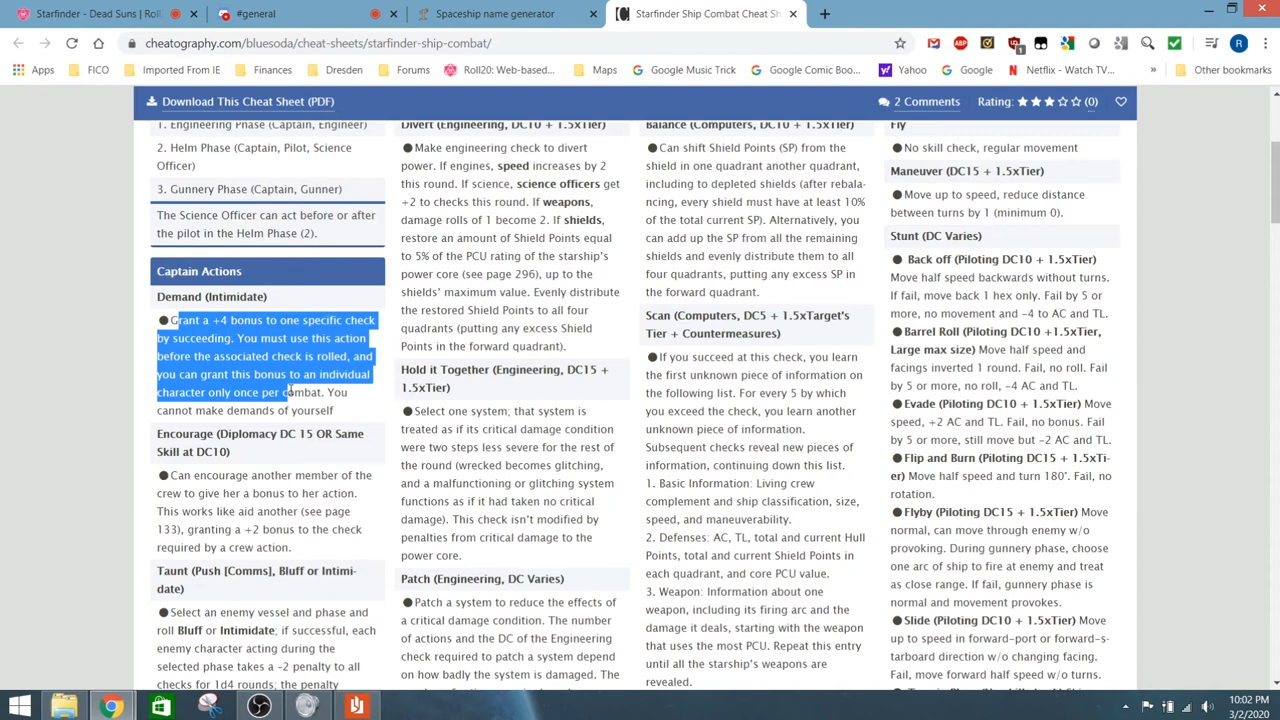 Starfinder - Dead Suns | Roll
#general
Spaceship name generator
Starfinder Ship Combat Cheat Sh
cheatography.com/bluesoda/cheat-sheets/starfinder-ship-combat/
Apps
FICO
Imported From IE
Finances
Dresden
Forums
Roll20: Web-based...
Maps
Google Music Trick
Google Comic Boo...
Yahoo
Google
Netflix - Watch TV...
»
Other bookmarks
Download This Cheat Sheet (PDF)
2 Comments
Rating:
(0)
1. Engineering Phase (Captain, Engineer)
2. Helm Phase (Captain, Pilot, Science
Officer)
3. Gunnery Phase (Captain, Gunner)
The Science Officer can act before or after
the pilot in the Helm Phase (2).
Captain Actions
Demand (Intimidate)
●Grant a +4 bonus to one specific check
by succeeding. You must use this action
before the associated check is rolled, and
you can grant this bonus to an individual
character only once per combat. You
cannot make demands of yourself
Encourage (Diplomacy DC 15 OR Same
Skill at DC10)
●Can encourage another member of the
crew to give her a bonus to her action.
This works like aid another (see page
133), granting a +2 bonus to the check
required by a crew action.
Taunt (Push [Comms], Bluff or Intimi-
date)
●Select an enemy vessel and phase and
roll Bluff or Intimidate; if successful, each
enemy character acting during the
selected phase takes a -2 penalty to all
checks for 1d4 rounds; the penalty
Divert (Engineering, DC10 + 1.5xTier)
●Make engineering check to divert
power. If engines, speed increases by 2
this round. If science, science officers get
+2 to checks this round. If weapons,
damage rolls of 1 become 2. If shields,
restore an amount of Shield Points equal
to 5% of the PCU rating of the starship's
power core (see page 296), up to the
shields' maximum value. Evenly distribute
the restored Shield Points to all four
quadrants (putting any excess Shield
Points in the forward quadrant).
Hold it Together (Engineering, DC15 +
1.5xTier)
●Select one system; that system is
treated as if its critical damage condition
were two steps less severe for the rest of
the round (wrecked becomes glitching,
and a malfunctioning or glitching system
functions as if it had taken no critical
damage). This check isn't modified by
penalties from critical damage to the
power core.
Patch (Engineering, DC Varies)
●Patch a system to reduce the effects of
a critical damage condition. The number
of actions and the DC of the Engineering
check required to patch a system depend
on how badly the system is damaged. The
Balance (Computers, DC10 + 1.5xTier)
●Can shift Shield Points (SP) from the
shield in one quadrant another quadrant,
including to depleted shields (after rebala-
ncing, every shield must have at least 10%
of the total current SP). Alternatively, you
can add up the SP from all the remaining
shields and evenly distribute them to all
four quadrants, putting any excess SP in
the forward quadrant.
Scan (Computers, DC5 + 1.5xTarget's
Tier + Countermeasures)
●If you succeed at this check, you learn
the first unknown piece of information on
the following list. For every 5 by which
you exceed the check, you learn another
unknown piece of information.
Subsequent checks reveal new pieces of
information, continuing down this list.
1. Basic Information: Living crew
complement and ship classification, size,
speed, and maneuverability.
2. Defenses: AC, TL, total and current Hull
Points, total and current Shield Points in
each quadrant, and core PCU value.
3. Weapon: Information about one
weapon, including its firing arc and the
damage it deals, starting with the weapon
that uses the most PCU. Repeat this entry
until all the starship's weapons are
revealed.
Fly
●No skill check, regular movement
Maneuver (DC15 + 1.5xTier)
●Move up to speed, reduce distance
between turns by 1 (minimum 0).
Stunt (DC Varies)
● Back off (Piloting DC10 + 1.5xTier)
Move half speed backwards without turns.
If fail, move back 1 hex only. Fail by 5 or
more, no movement and -4 to AC and TL.
● Barrel Roll (Piloting DC10 +1.5xTier,
Large max size) Move half speed and
facings inverted 1 round. Fail, no roll. Fail
by 5 or more, no roll, -4 AC and TL.
● Evade (Piloting DC10 + 1.5xTier) Move
speed, +2 AC and TL. Fail, no bonus. Fail
by 5 or more, still move but -2 AC and TL.
● Flip and Burn (Piloting DC15 + 1.5xTi-
er) Move half speed and turn 180°. Fail, no
rotation.
● Flyby (Piloting DC15 + 1.5xTier) Move
normal, can move through enemy w/o
provoking. During gunnery phase, choose
one arc of ship to fire at enemy and treat
as close range. If fail, gunnery phase is
normal and movement provokes.
● Slide (Piloting DC10 + 1.5xTier) Move
up to speed in forward-port or forward-s-
tarboard direction w/o changing facing.
Fail, move forward half speed w/o turns.
10:02 PM
3/2/2020